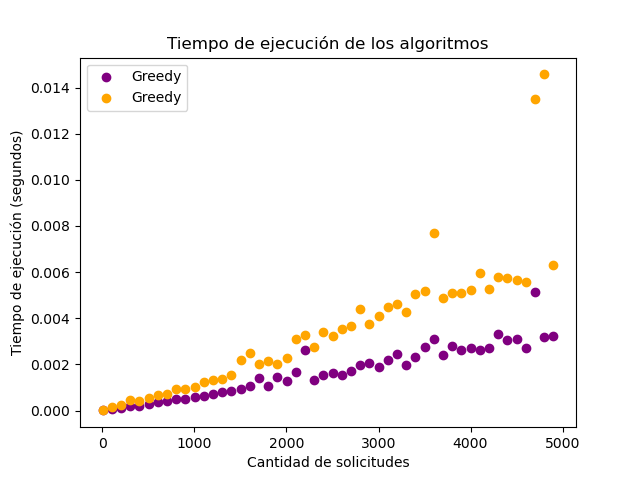 Tiempo de ejecución de los algoritmos
Greedy
Greedy
0.014
0.012
0.010
0.008
0.006
0.004
0.002
0.000
Tiempo de ejecución (segundos)
0
1000
2000
3000
4000
5000
Cantidad de solicitudes